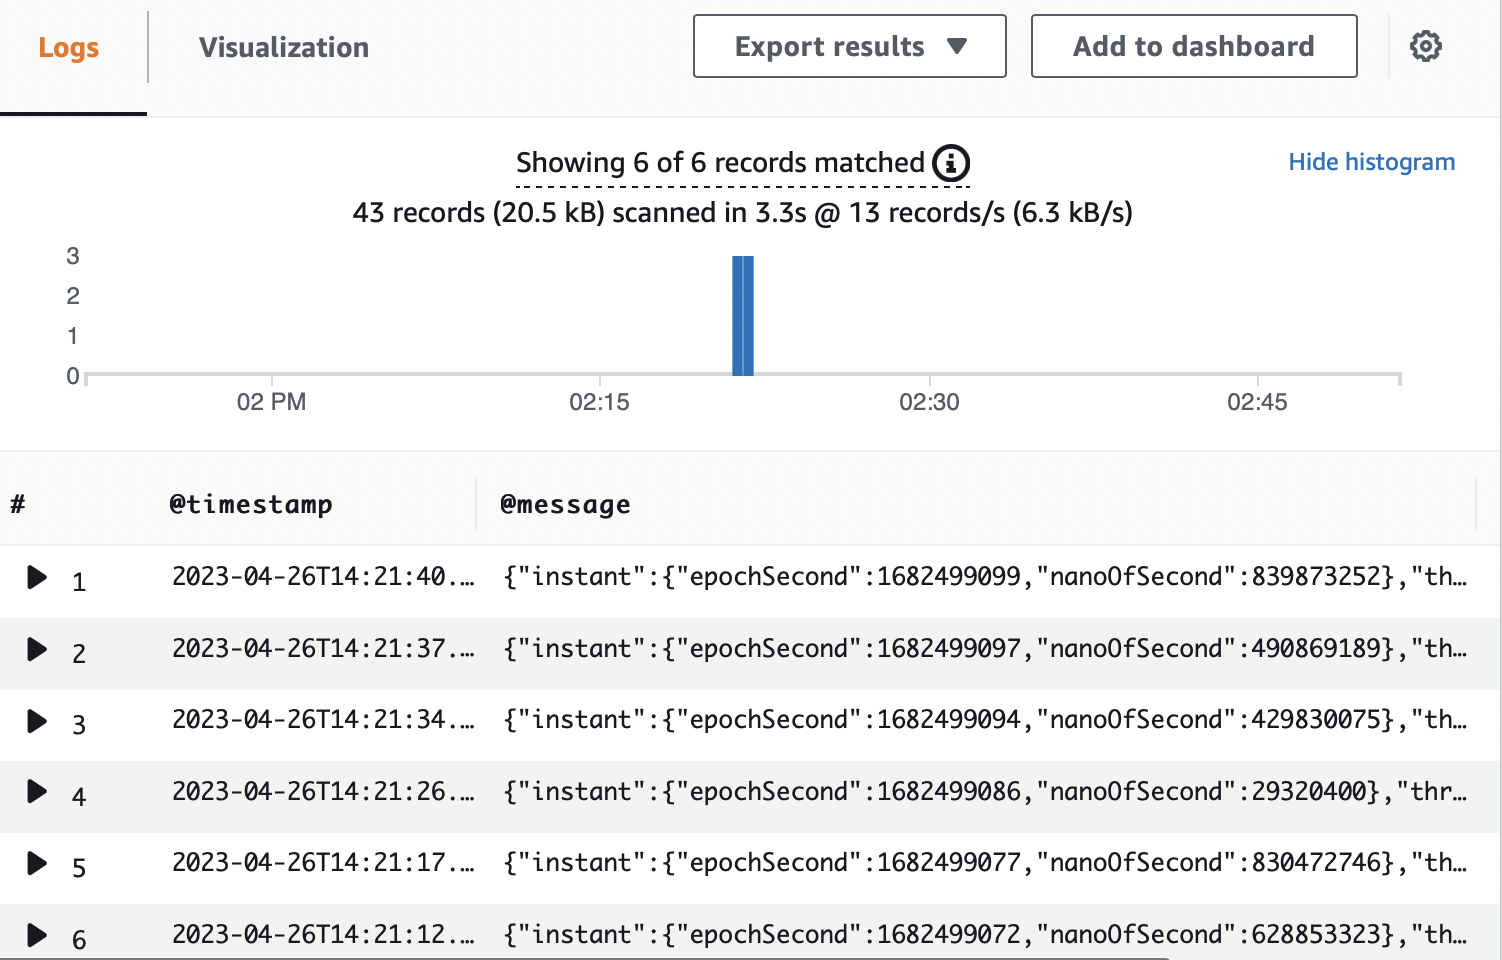 Logs Visualization Export results Add to dashboard
Showing 6 of 6 records matched
Hide histogram
43 records (20.5 kB) scanned in 3.3s @ 13 records/s (6.3 kB/s)
3
2
1
0
02 PM 02:15 02:30 02:45
# @timestamp @message
1 2023-04-26T14:21:40.… {"instant":{"epochSecond":1682499099,"nanoOfSecond":839873252},"th…
2 2023-04-26T14:21:37.… {"instant":{"epochSecond":1682499097,"nanoOfSecond":490869189},"th…
3 2023-04-26T14:21:34.… {"instant":{"epochSecond":1682499094,"nanoOfSecond":429830075},"th…
4 2023-04-26T14:21:26.… {"instant":{"epochSecond":1682499086,"nanoOfSecond":29320400},"thr…
5 2023-04-26T14:21:17.… {"instant":{"epochSecond":1682499077,"nanoOfSecond":830472746},"th…
6 2023-04-26T14:21:12.… {"instant":{"epochSecond":1682499072,"nanoOfSecond":628853323},"th…